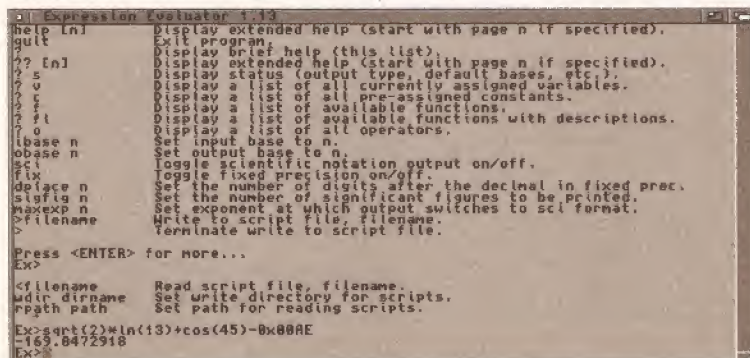 Expression Evaluator 1.13
help [n] Display extended help (start with page n if specified).
quit Exit program.
? Display brief help (this list).
?? [n] Display extended help (start with page n if specified).
? s Display status (output type, default bases, etc.).
? v Display a list of all currently assigned variables.
? c Display a list of all pre-assigned constants.
? f Display a list of available functions.
? fl Display a list of available functions with descriptions.
? o Display a list of all operators.
ibase n Set input base to n.
obase n Set output base to n.
sci Toggle scientific notation output on/off.
fix Toggle fixed precision on/off.
dplace n Set the number of digits after the decimal in fixed prec.
sigfig n Set the number of significant figures to be printed.
maxexp n Set exponent at which output switches to sci format.
>filename Write to script file, filename.
> Terminate write to script file.
Press <ENTER> for more...
Ex>
<filename Read script file, filename.
wdir dirname Set write directory for scripts.
rpath path Set path for reading scripts.
Ex>sqrt(2)*ln(13)+cos(45)-0x00AE
-169.8472918
Ex>